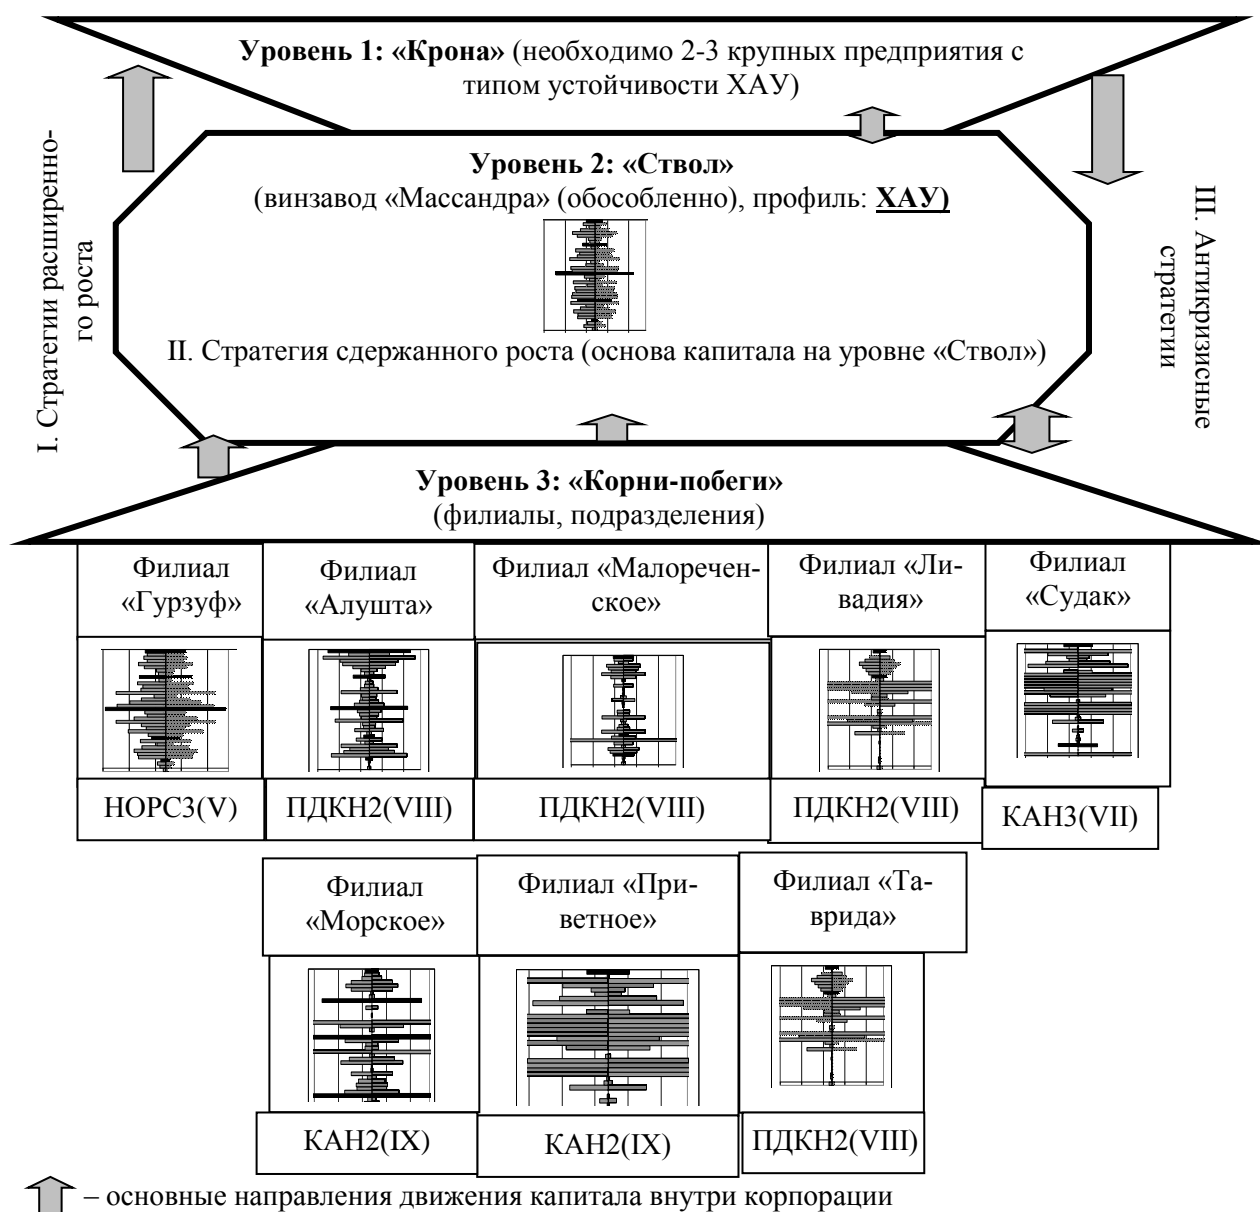 Уровень 1: «Крона» (необходимо 2-3 крупных предприятия с
типом устойчивости ХАУ)
I. Стратегии расширенно-
го роста
Уровень 2: «Ствол»
(винзавод «Массандра» (обособленно), профиль: ХАУ)
II. Стратегия сдержанного роста (основа капитала на уровне «Ствол»)
III. Антикризисные
стратегии
Уровень 3: «Корни-побеги»
(филиалы, подразделения)
Филиал
«Гурзуф»
Филиал
«Алушта»
Филиал «Малоречен-
ское»
Филиал «Ли-
вадия»
Филиал
«Судак»
НОРС3(V)
ПДКН2(VIII)
ПДКН2(VIII)
ПДКН2(VIII)
КАН3(VII)
Филиал
«Морское»
Филиал «При-
ветное»
Филиал «Та-
врида»
КАН2(IX)
КАН2(IX)
ПДКН2(VIII)
– основные направления движения капитала внутри корпорации